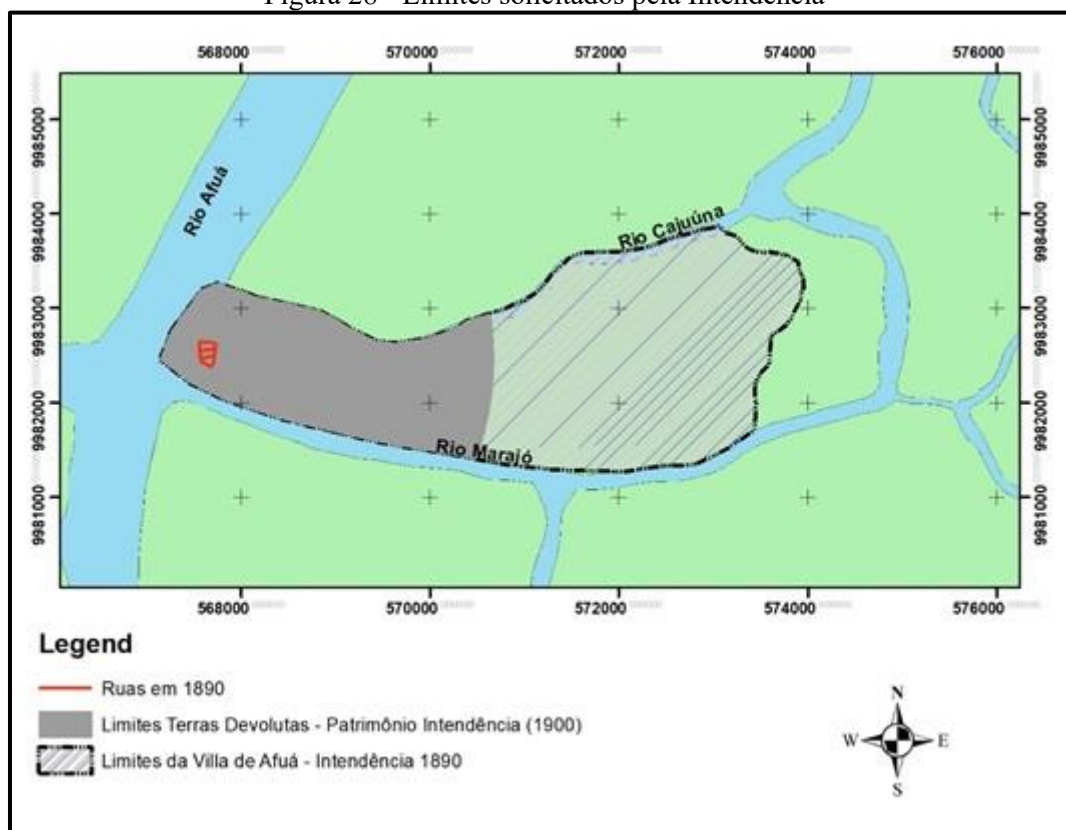 Figura 28 - Limites solicitados pela Intendência
568000 570000 572000 574000 576000
9985000 9985000
Rio Afuá
9984000 9984000
Rio Cajuúna
9983000 9983000
9982000 9982000
Rio Marajó
9981000 9981000
568000 570000 572000 574000 576000
Legend
Ruas em 1890
Limites Terras Devolutas - Patrimônio Intendência (1900)
Limites da Villa de Afuá - Intendência 1890
N
W E
S